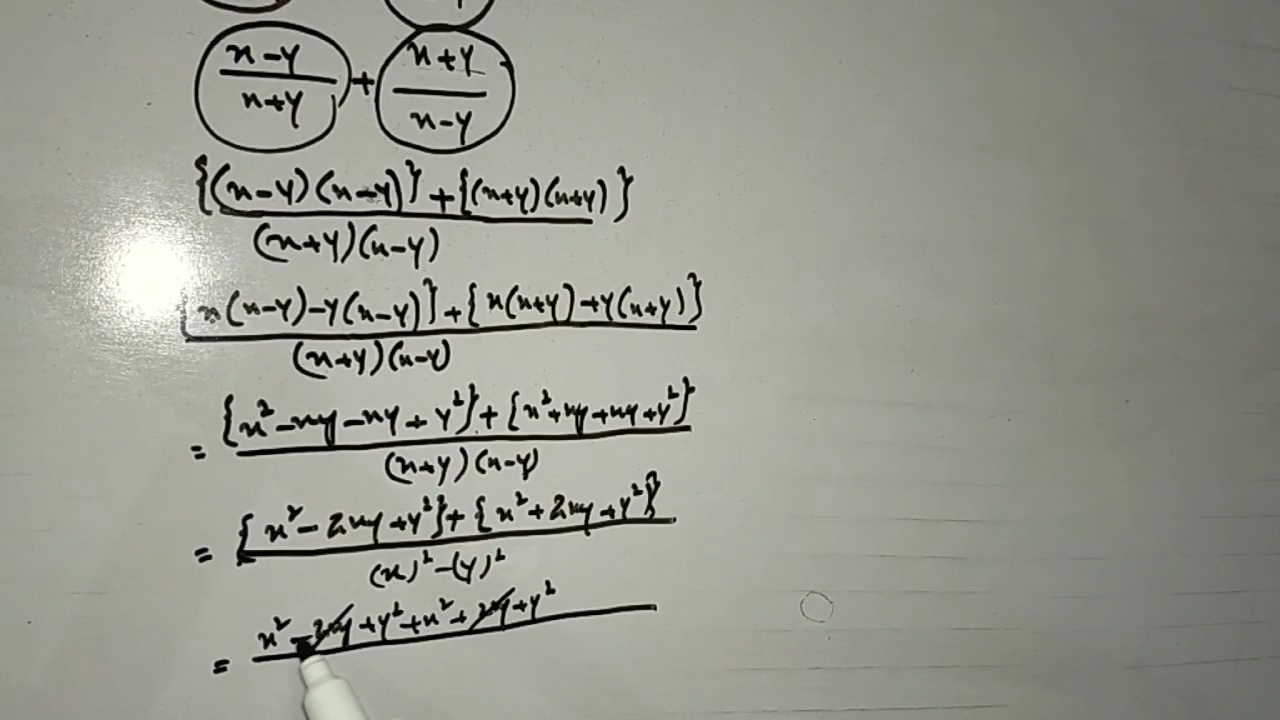 x-y/x+y + x+y/x-y
{(x-y)(x-y)}+{(x+y)(x+y)}
(x+y)(x-y)
x(x-y)-y(x-y)}+{x(x+y)+y(x+y)}
(x+y)(x-y)
= {x²-xy-xy+y²}+{x²+xy+xy+y²}
(x+y)(x-y)
= {x²-2xy+y²}+{x²+2xy+y²}
(x)²-(y)²
= x²-2xy+y²+x²+2xy+y²